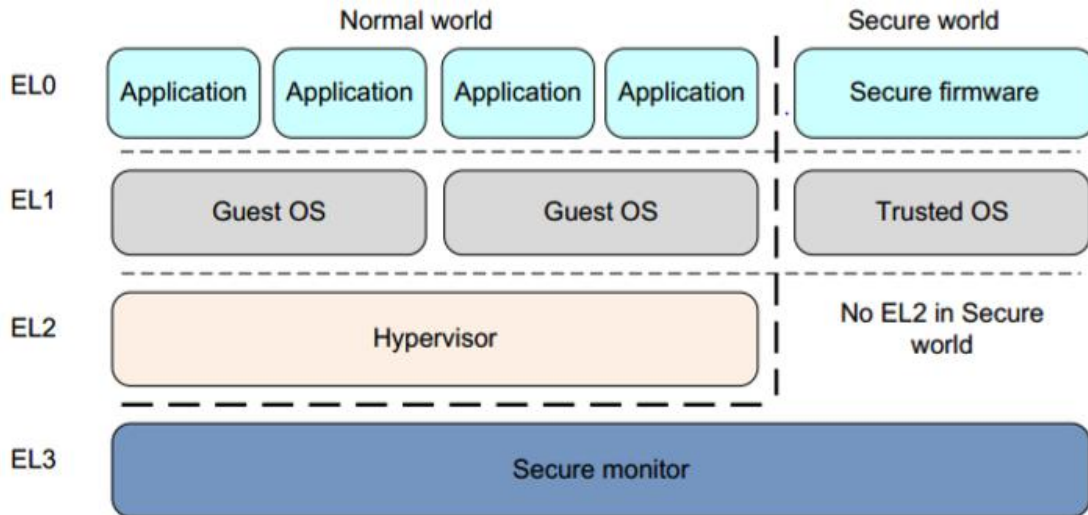 Normal world
Secure world
EL0
Application
Application
Application
Application
Secure firmware
EL1
Guest OS
Guest OS
Trusted OS
EL2
Hypervisor
No EL2 in Secure
world
EL3
Secure monitor